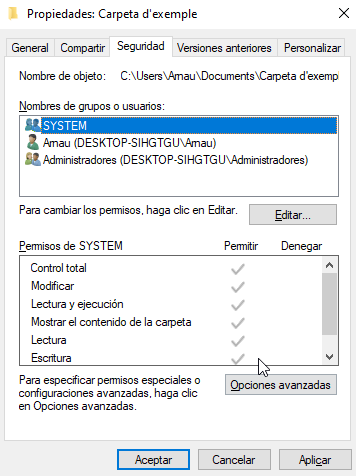 Propiedades: Carpeta d'exemple
General Compartir Seguridad Versiones anteriores Personalizar
Nombre de objeto: C:\Users\Arnau\Documents\Carpeta d'exempl
Nombres de grupos o usuarios:
SYSTEM
Arnau (DESKTOP-SIHGTGU\Arnau)
Administradores (DESKTOP-SIHGTGU\Administradores)
Para cambiar los permisos, haga clic en Editar. Editar...
Permisos de SYSTEM Permitir Denegar
Control total
Modificar
Lectura y ejecución
Mostrar el contenido de la carpeta
Lectura
Escritura
Para especificar permisos especiales o
configuraciones avanzadas, haga clic
en Opciones avanzadas.
Opciones avanzadas
Aceptar Cancelar Aplicar